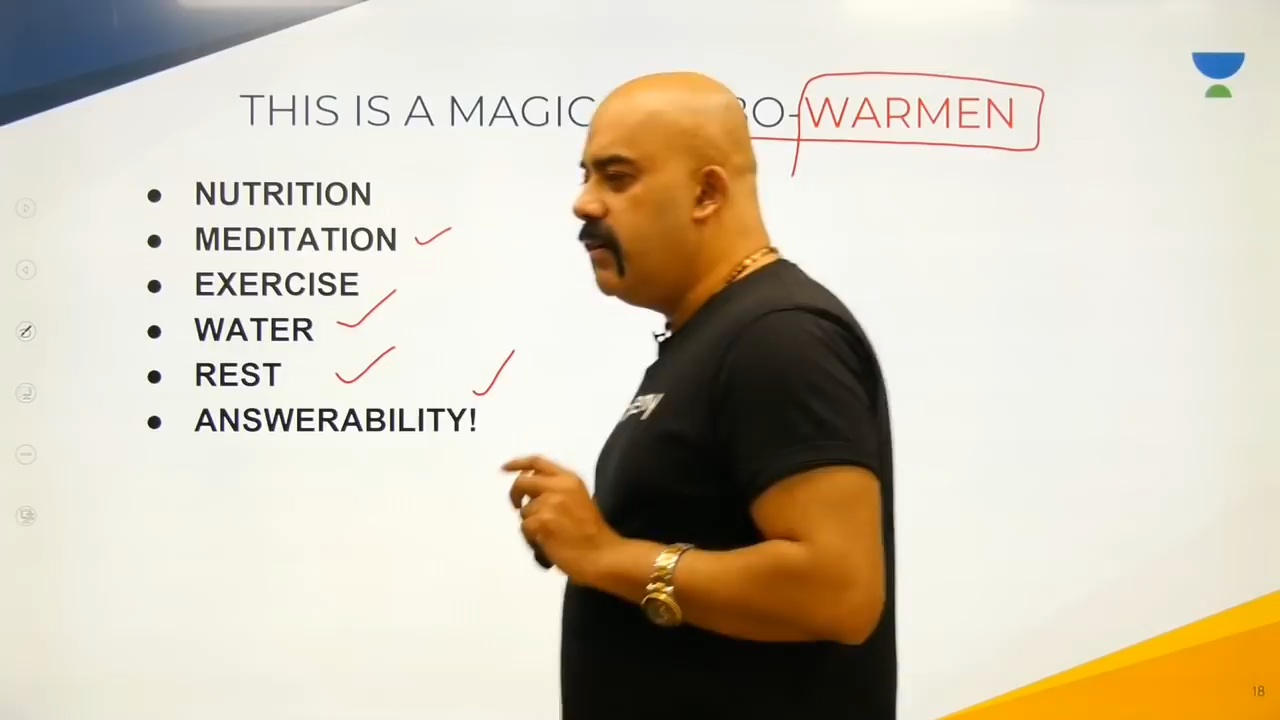 THIS IS A MAGIC
WARMEN
● NUTRITION
● MEDITATION
● EXERCISE
● WATER
● REST
● ANSWERABILITY!
18